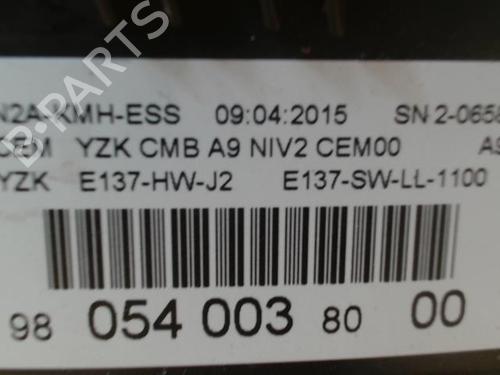 N2A-KMH-ESS 09:04:2015 SN 2-0658
YZK CMB A9 NIV2 CEM00 A9
YZK E137-HW-J2 E137-SW-LL-1100
98 054 003 80 00
B-PARTS